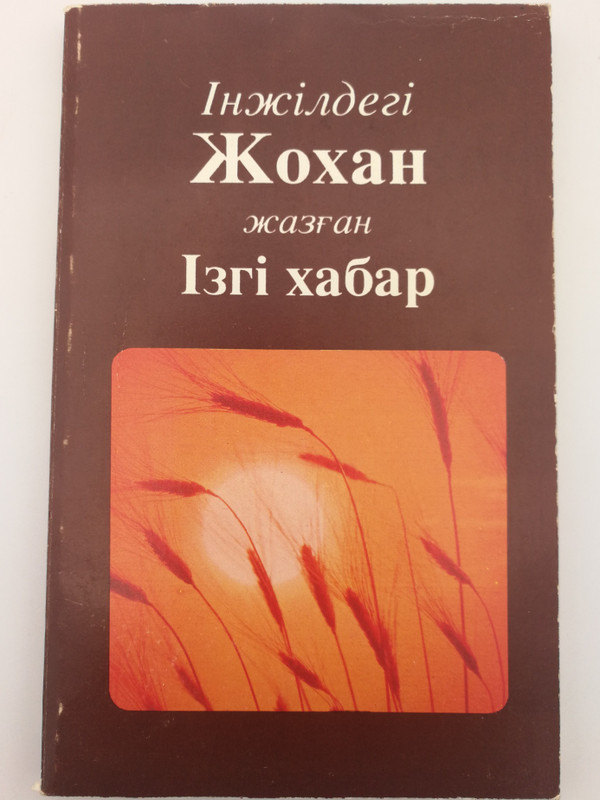 Інжілдегі
Жохан
жазған
Ізгі хабар